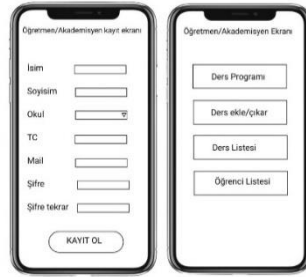 Öğretmen/Akademisyen kayıt ekranı
İsim
Soyisim
Okul
TC
Mail
Şifre
Şifre tekrar
KAYIT OL
Öğretmen/Akademisyen Ekranı
Ders Programı
Ders ekle/çıkar
Ders Listesi
Öğrenci Listesi